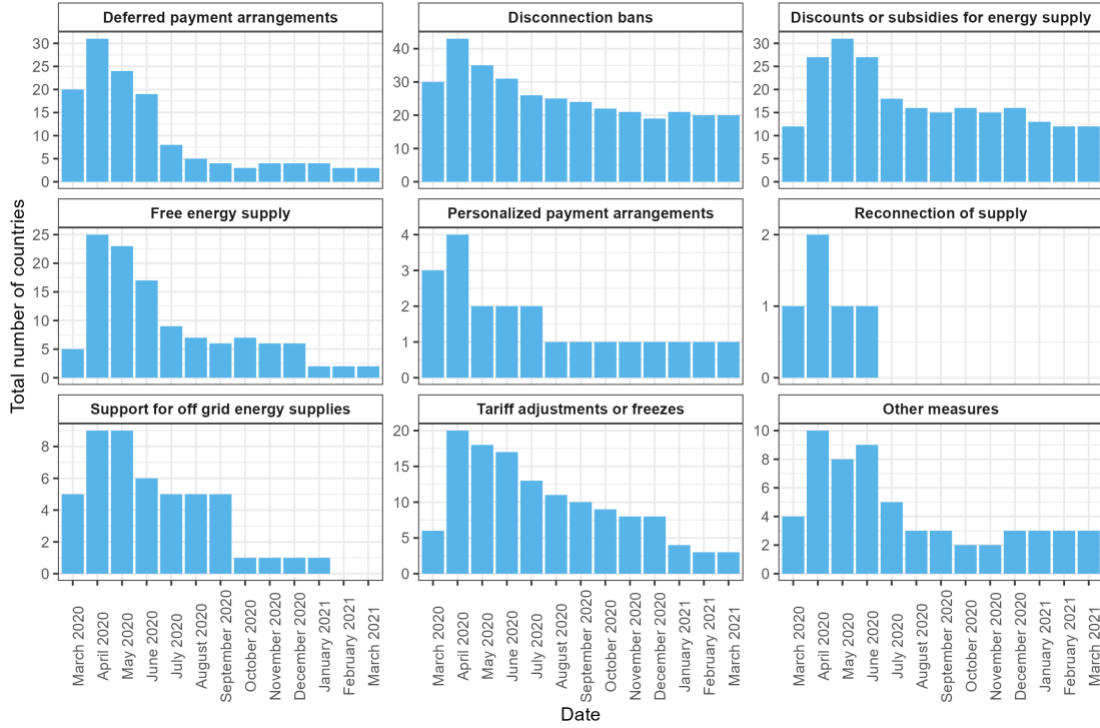 Total number of countries
Deferred payment arrangements
30
25
20
15
10
5
0
Disconnection bans
40
30
20
10
0
Discounts or subsidies for energy supply
30
25
20
15
10
5
0
Free energy supply
25
20
15
10
5
0
Personalized payment arrangements
4
3
2
1
0
Reconnection of supply
2
1
0
Support for off grid energy supplies
8
6
4
2
0
Tariff adjustments or freezes
20
15
10
5
0
Other measures
10
8
6
4
2
0
March 2020
April 2020
May 2020
June 2020
July 2020
August 2020
September 2020
October 2020
November 2020
December 2020
January 2021
February 2021
March 2021
March 2020
April 2020
May 2020
June 2020
July 2020
August 2020
September 2020
October 2020
November 2020
December 2020
January 2021
February 2021
March 2021
March 2020
April 2020
May 2020
June 2020
July 2020
August 2020
September 2020
October 2020
November 2020
December 2020
January 2021
February 2021
March 2021
Date